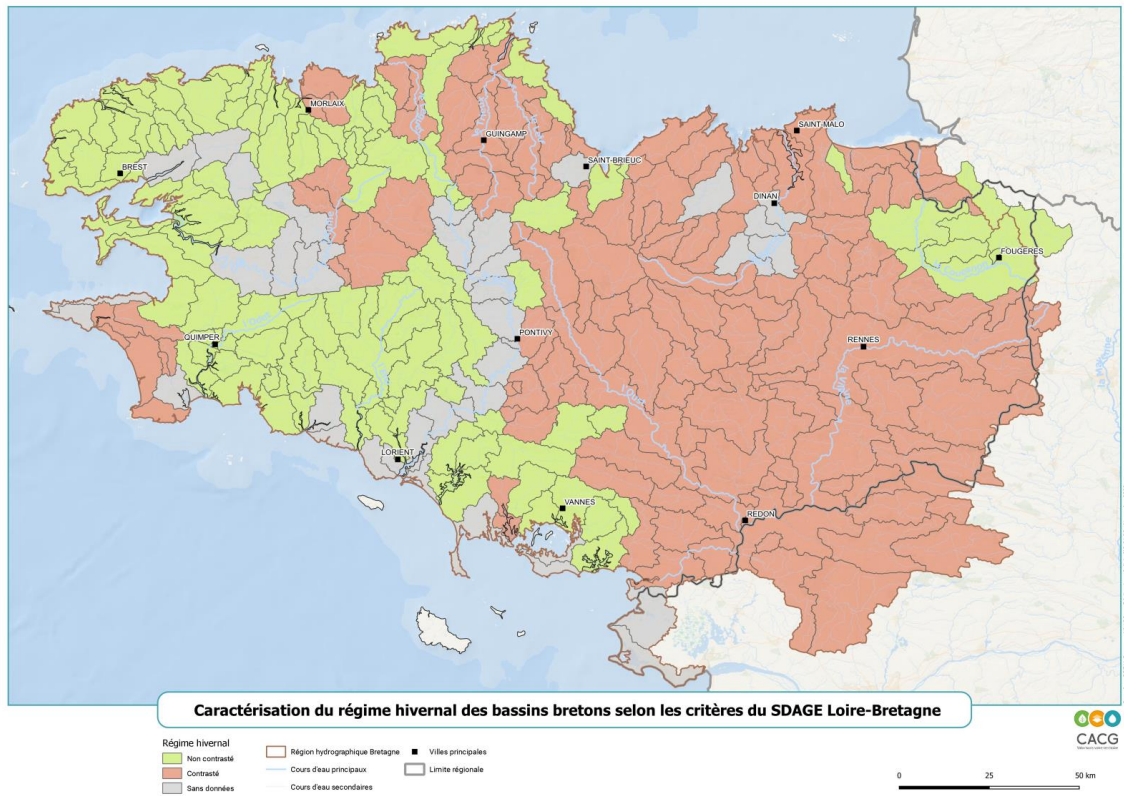 MORLAIX
GUINGAMP
SAINT-MALO
BREST
SAINT-BRIEUC
DINAN
FOUGERES
QUIMPER
PONTIVY
RENNES
LORIENT
VANNES
REDON
Caractérisation du régime hivernal des bassins bretons selon les critères du SDAGE Loire-Bretagne
Régime hivernal
Non contrasté
Contrasté
Sans données
Région hydrographique Bretagne
Cours d'eau principaux
Cours d'eau secondaires
Villes principales
Limite régionale
CACG
0 25 50 km